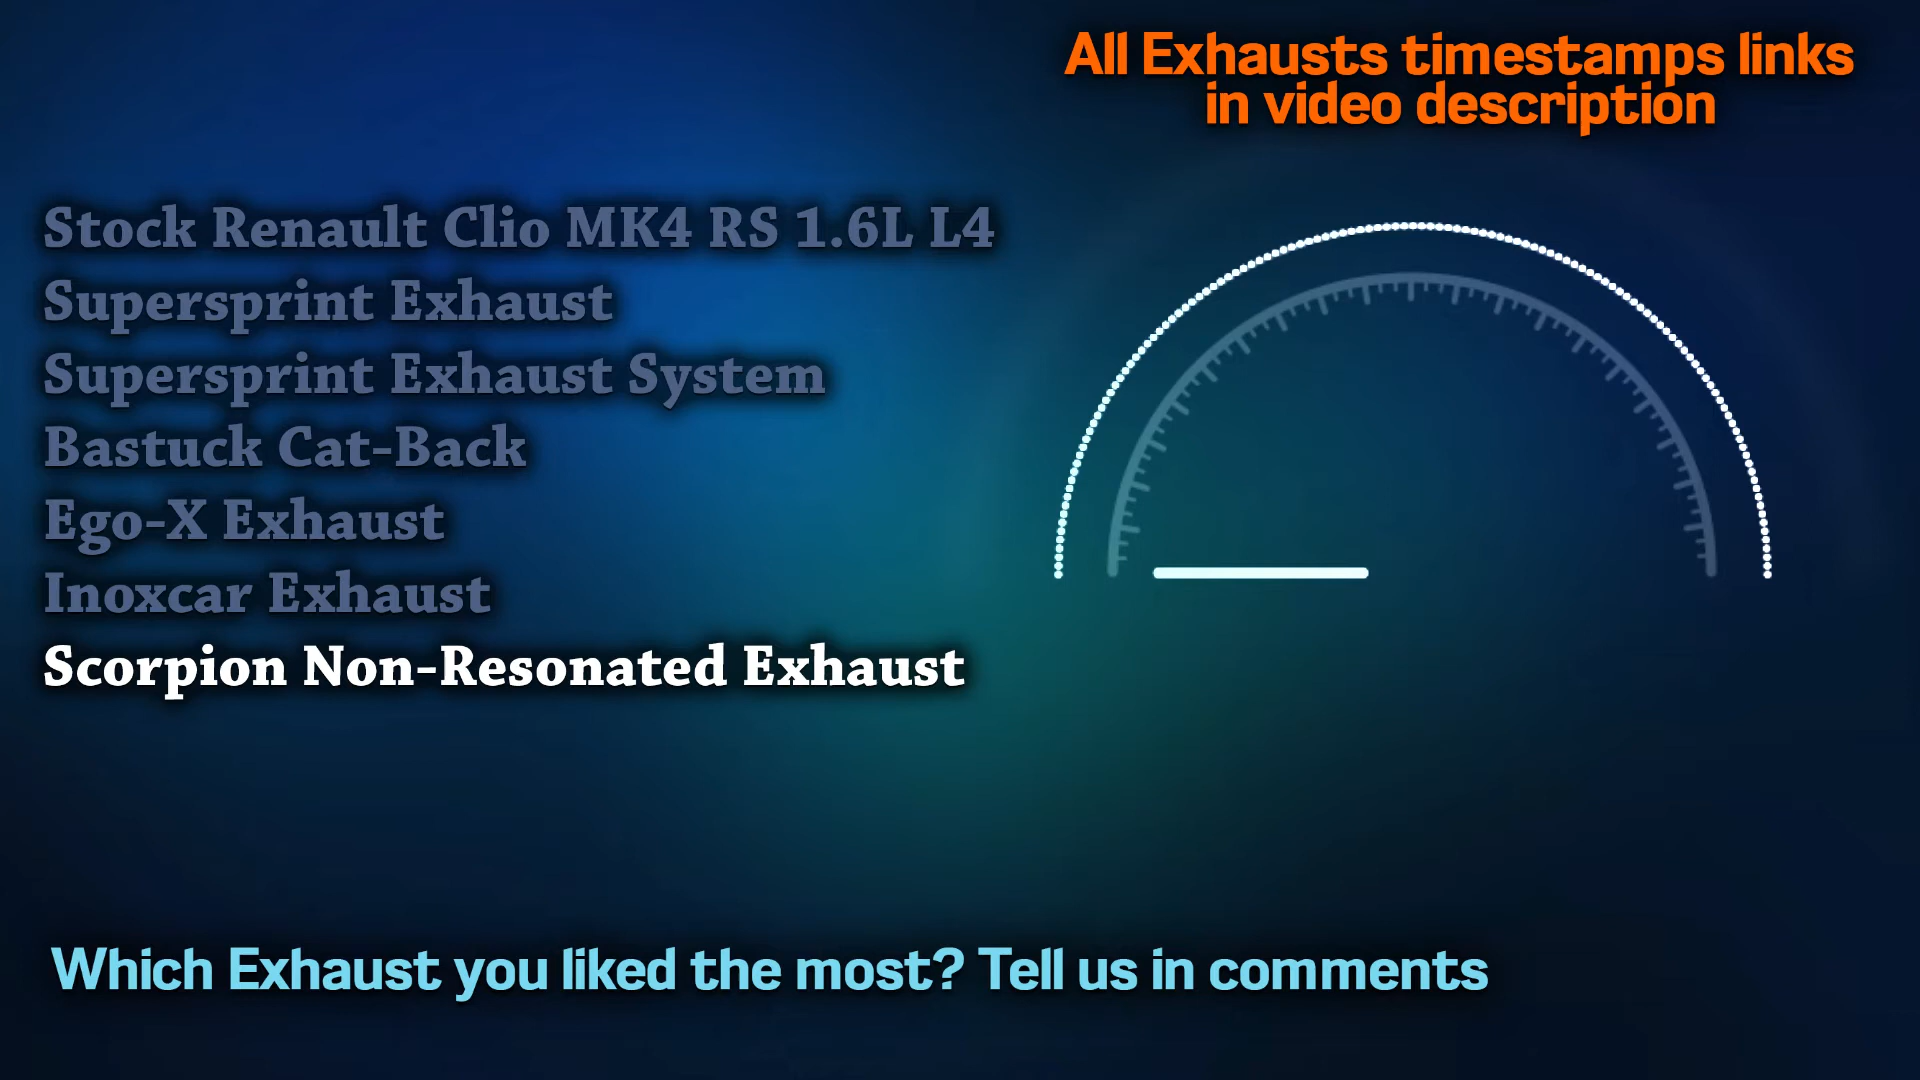 All Exhausts timestamps links
in video description
Stock Renault Clio MK4 RS 1.6L L4
Supersprint Exhaust
Supersprint Exhaust System
Bastuck Cat-Back
Ego-X Exhaust
Inoxcar Exhaust
Scorpion Non-Resonated Exhaust
Which Exhaust you liked the most? Tell us in comments